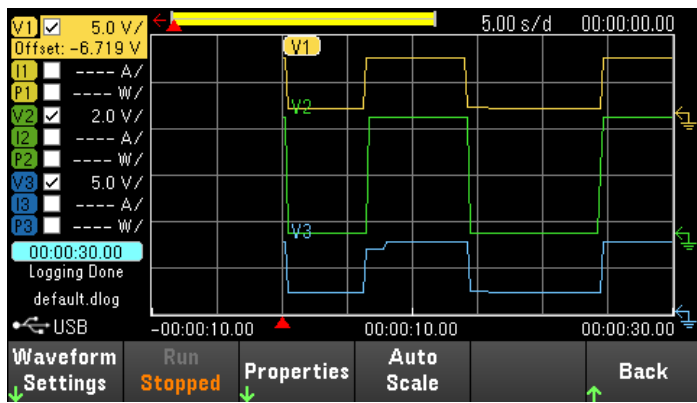 V1 5.0 V/ 5.00 s/d 00:00:00.00
Offset: -6.719 V
V1
I1 ---- A/
P1 ---- W/
V2 2.0 V/
V2
I2 ---- A/
P2 ---- W/
V3 5.0 V/
I3 ---- A/
P3 ---- W/
V3
00:00:30.00
Logging Done
default.dlog
USB
-00:00:10.00 00:00:10.00 00:00:30.00
Waveform
Settings
Run
Stopped
Properties
Auto
Scale
Back